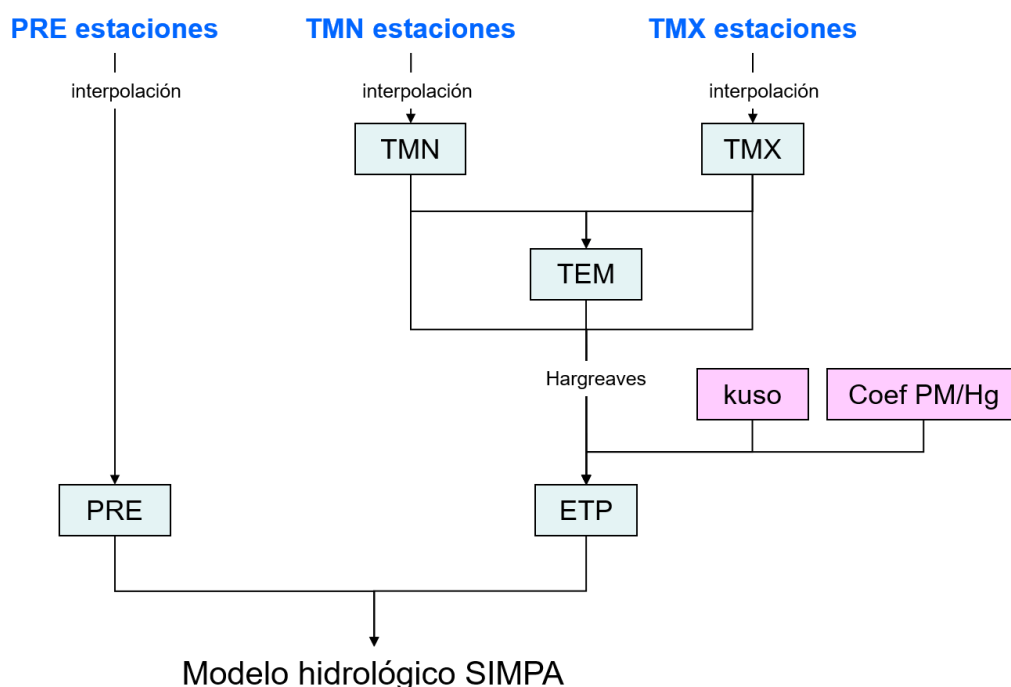 PRE estaciones
TMN estaciones
TMX estaciones
interpolación
interpolación
interpolación
TMN
TMX
TEM
Hargreaves
kuso
Coef PM/Hg
PRE
ETP
Modelo hidrológico SIMPA